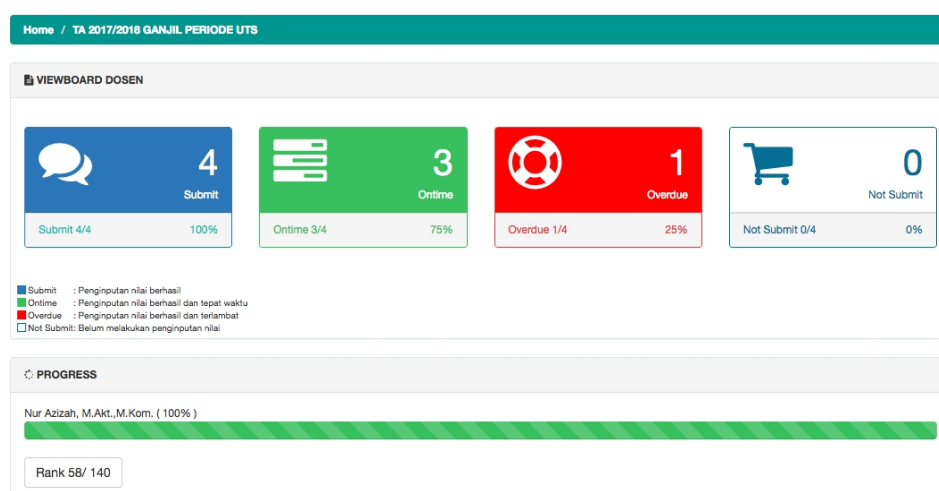 Home / TA 2017/2018 GANJIL PERIODE UTS
VIEWBOARD DOSEN
4
Submit
Submit 4/4 100%
3
Ontime
Ontime 3/4 75%
1
Overdue
Overdue 1/4 25%
0
Not Submit
Not Submit 0/4 0%
Submit : Penginputan nilai berhasil
Ontime : Penginputan nilai berhasil dan tepat waktu
Overdue : Penginputan nilai berhasil dan terlambat
Not Submit: Belum melakukan penginputan nilai
PROGRESS
Nur Azizah, M.Akt.,M.Kom. ( 100% )
Rank 58/ 140